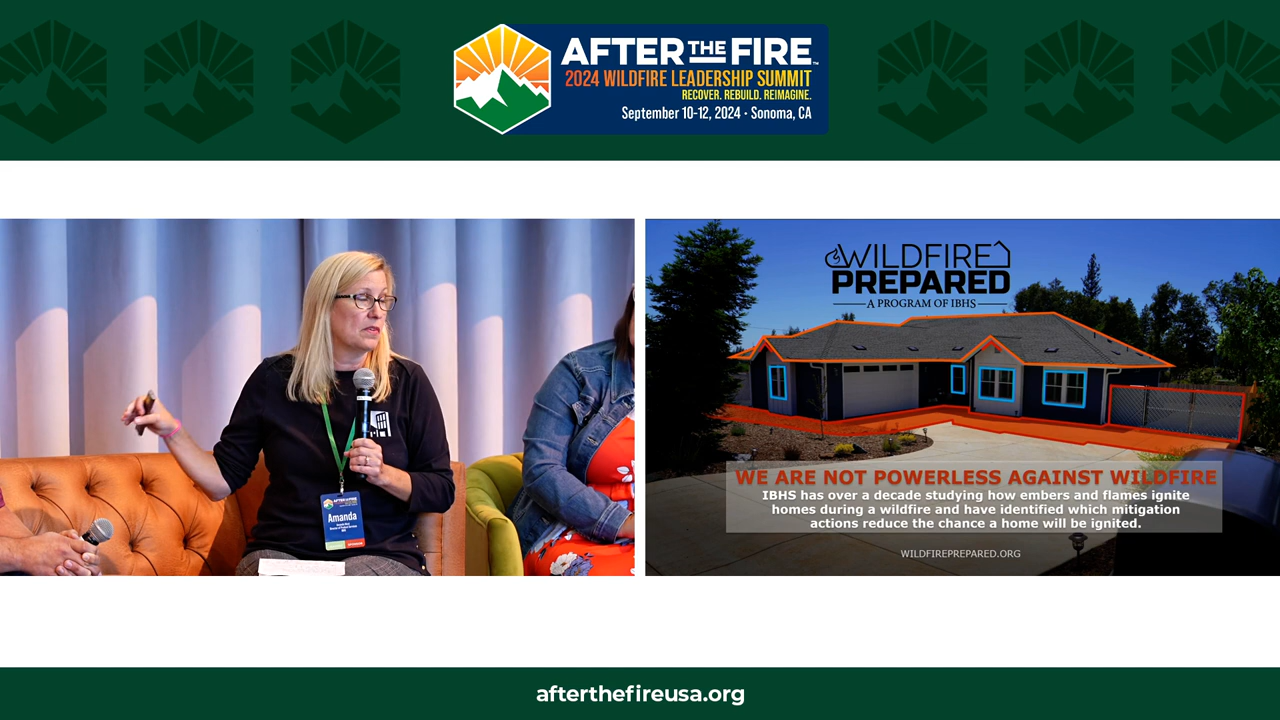 AFTER THE FIRE™
2024 WILDFIRE LEADERSHIP SUMMIT
RECOVER. REBUILD. REIMAGINE.
September 10-12, 2024 · Sonoma, CA
AFTER THE FIRE
Amanda
WILDFIRE
PREPARED
A PROGRAM OF IBHS
WE ARE NOT POWERLESS AGAINST WILDFIRE
IBHS has over a decade studying how embers and flames ignite
homes during a wildfire and have identified which mitigation
actions reduce the chance a home will be ignited.
WILDFIREPREPARED.ORG
afterthefireusa.org